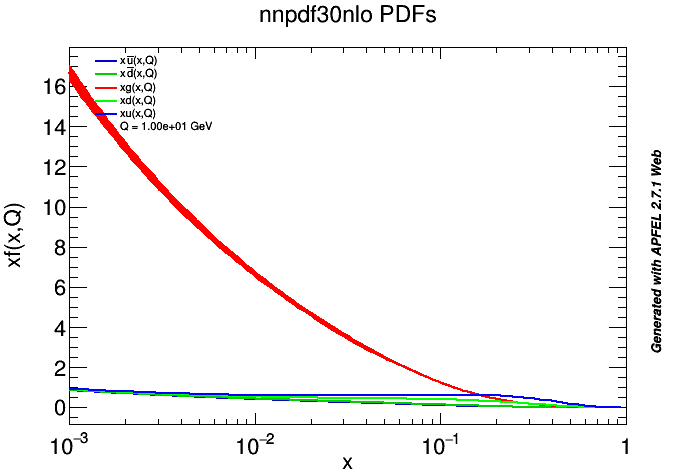 nnpdf30nlo PDFs
xu̅(x,Q)
xd̅(x,Q)
xg(x,Q)
xd(x,Q)
xu(x,Q)
Q = 1.00e+01 GeV
16
14
12
10
8
6
4
2
0
xf(x,Q)
10⁻³
10⁻²
10⁻¹
1
x
Generated with APFEL 2.7.1 Web